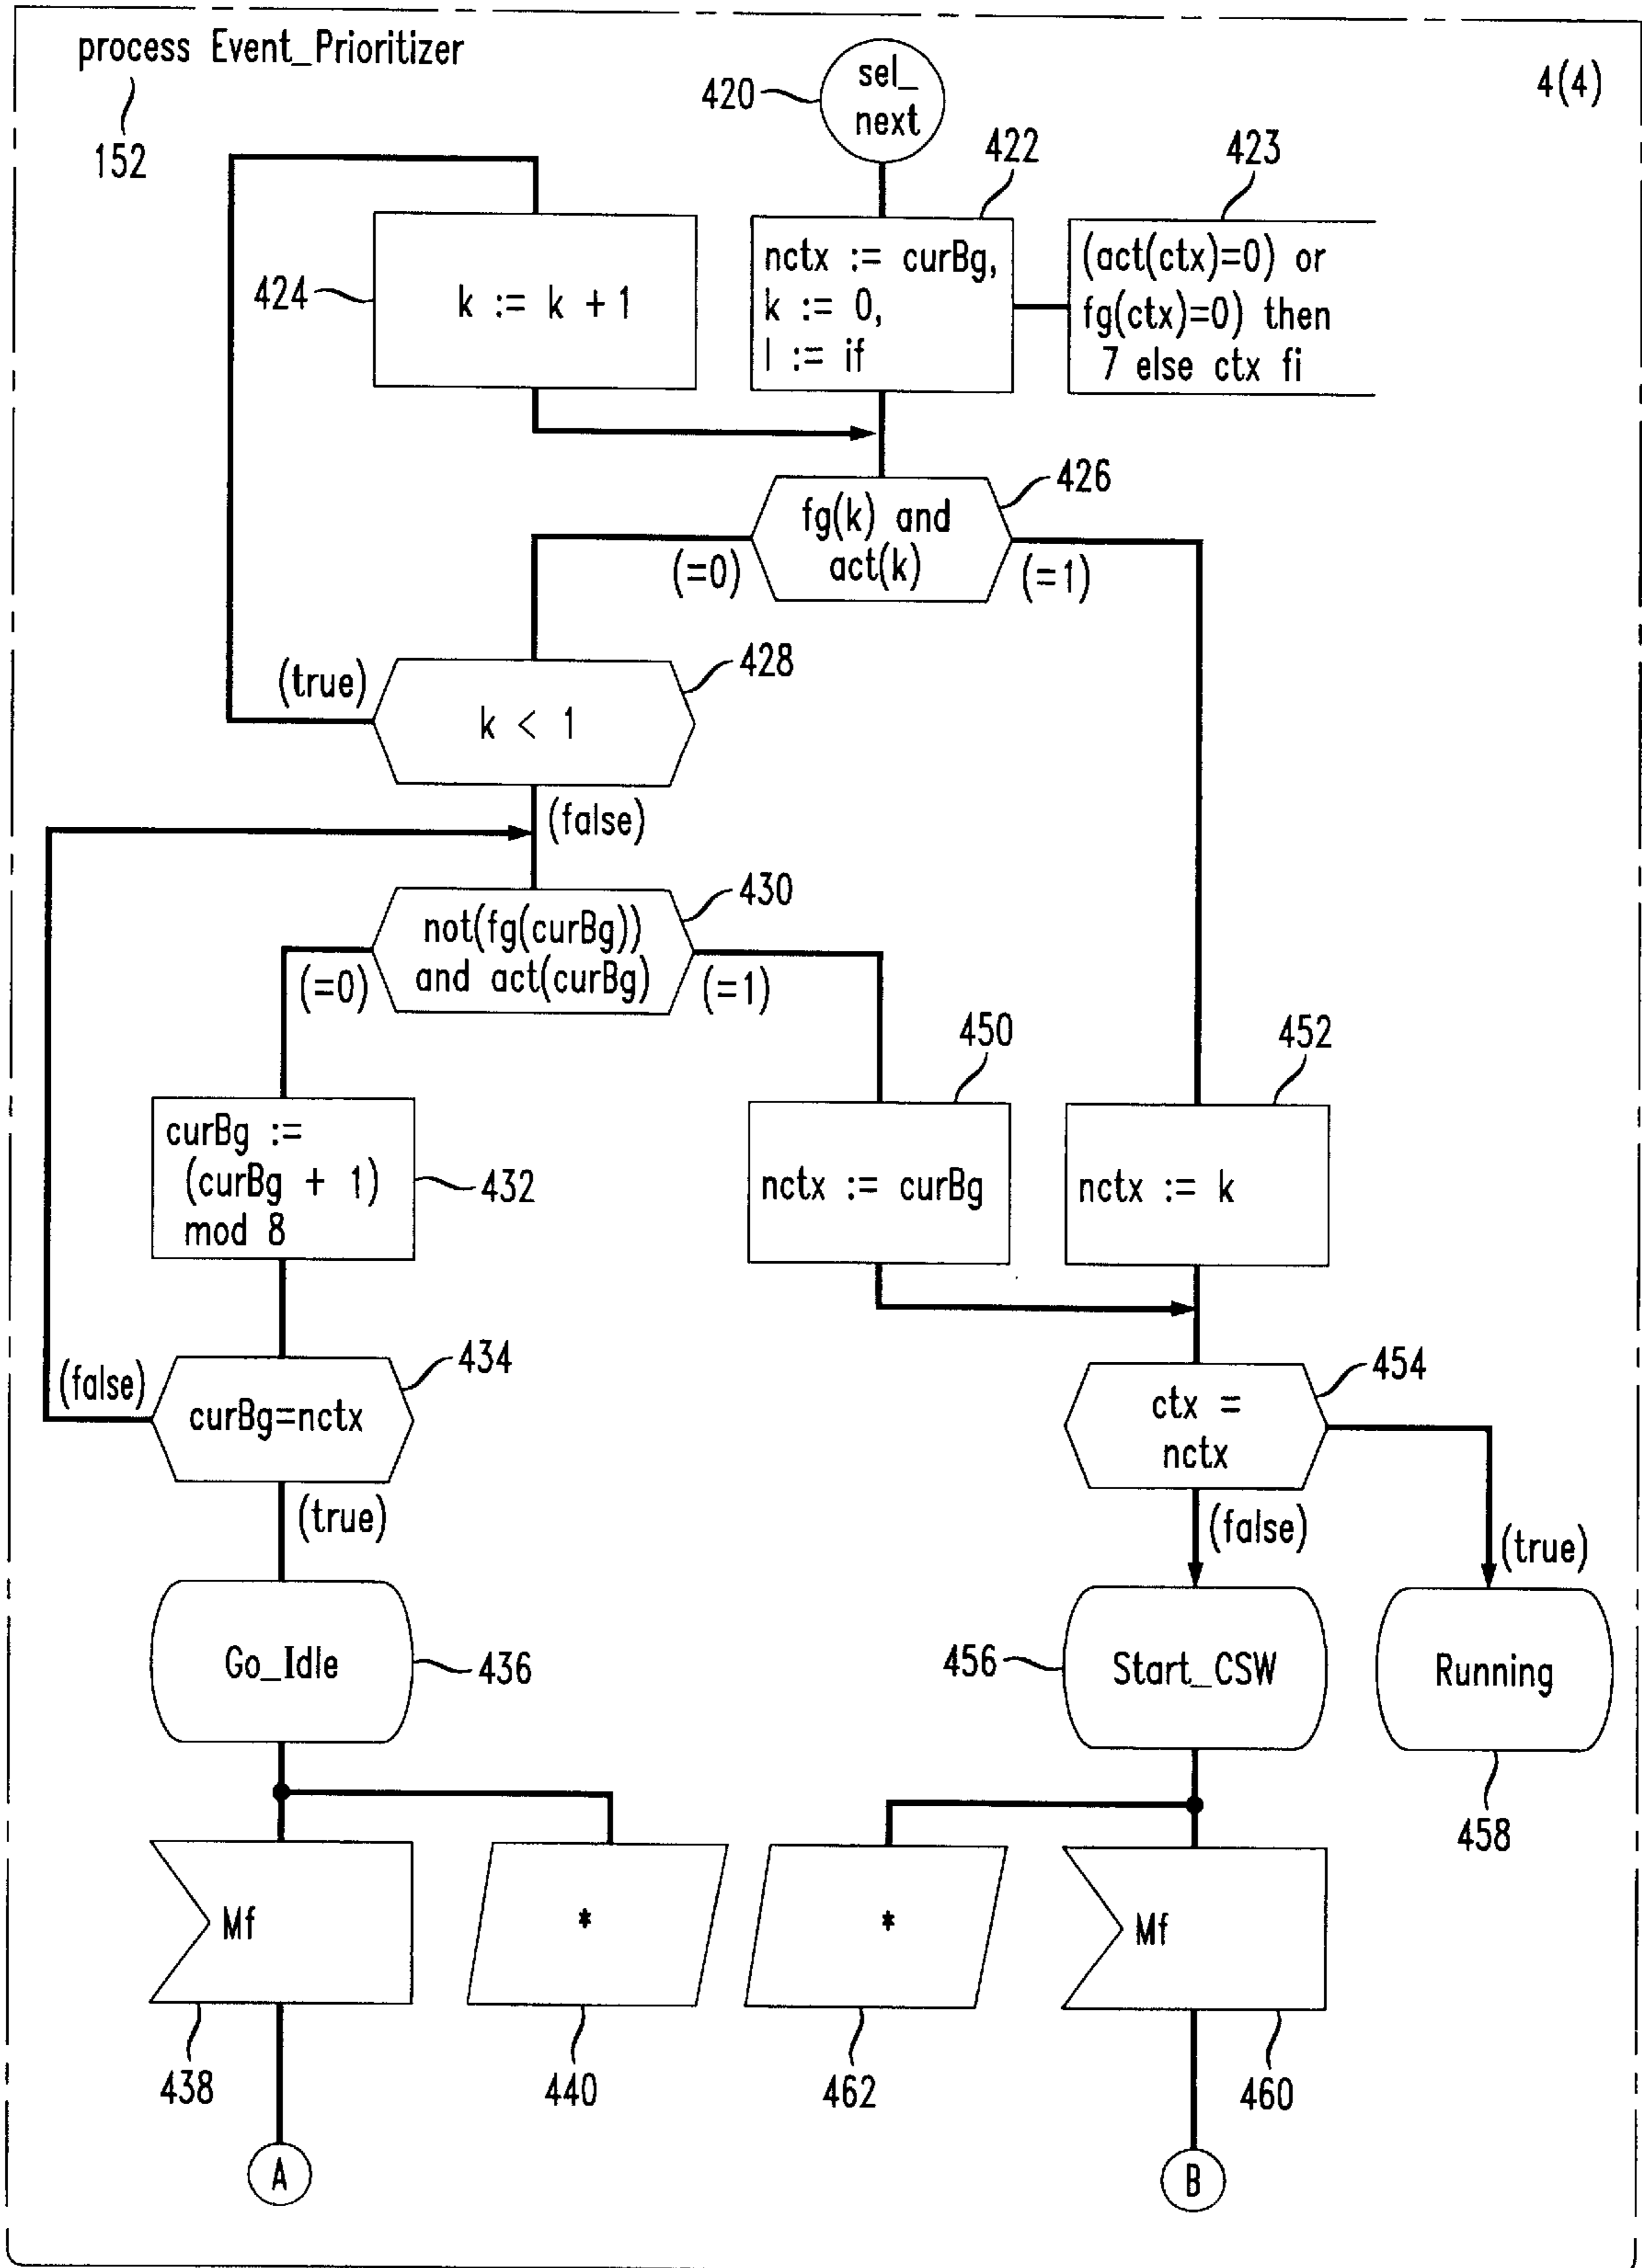 process Event_Prioritizer
152
4(4)
420
sel_
next
422
423
424
k := k + 1
nctx := curBg,
k := 0,
l := if
(act(ctx)=0) or
fg(ctx)=0) then
7 else ctx fi
426
fg(k) and
act(k)
(=0)
(=1)
428
(true)
k < 1
(false)
430
not(fg(curBg))
and act(curBg)
(=0)
(=1)
450
452
curBg :=
(curBg + 1)
mod 8
432
nctx := curBg
nctx := k
434
(false)
curBg=nctx
454
ctx =
nctx
(true)
(false)
(true)
Go_Idle
436
456
Start_CSW
Running
458
Mf
*
*
Mf
438
440
462
460
A
B